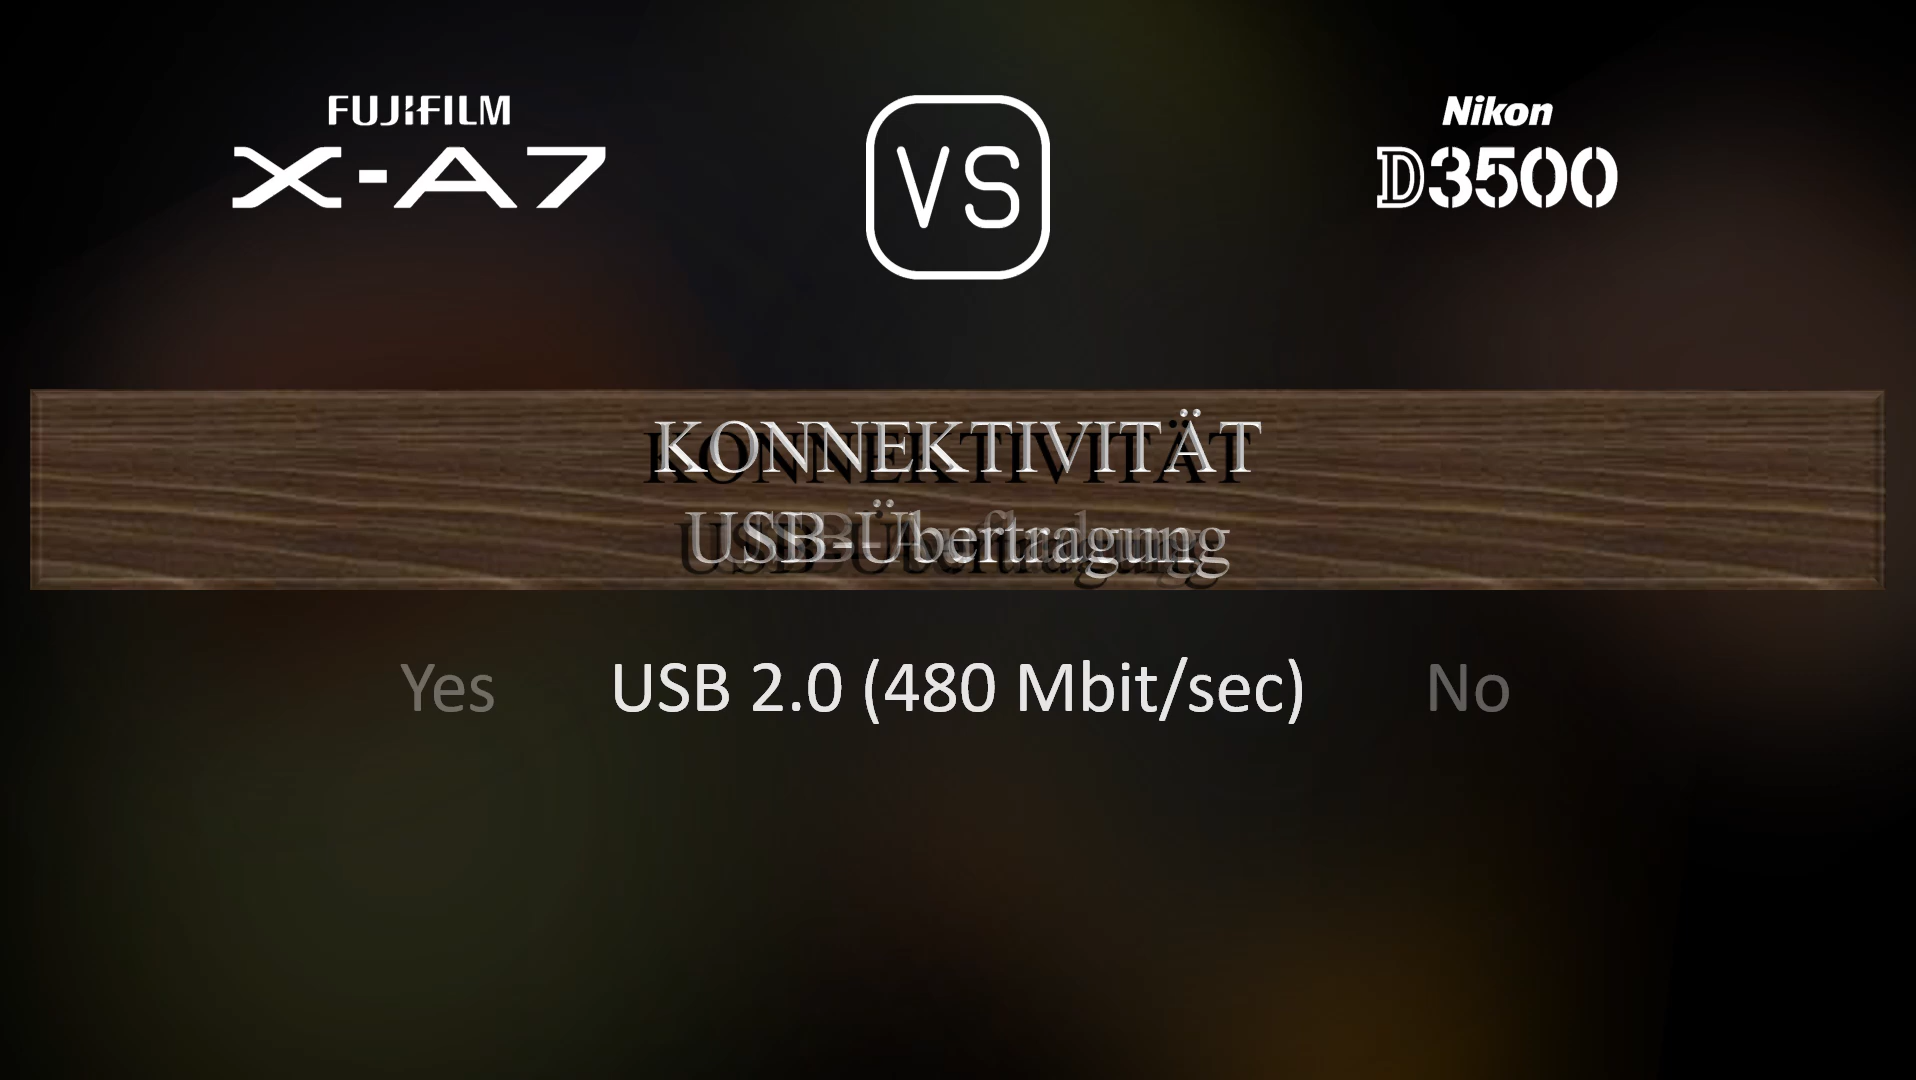 FUJIFILM
X-A7
VS
Nikon
D3500
KONNEKTIVITÄT
USB-Übertragung
Yes
USB 2.0 (480 Mbit/sec)
No